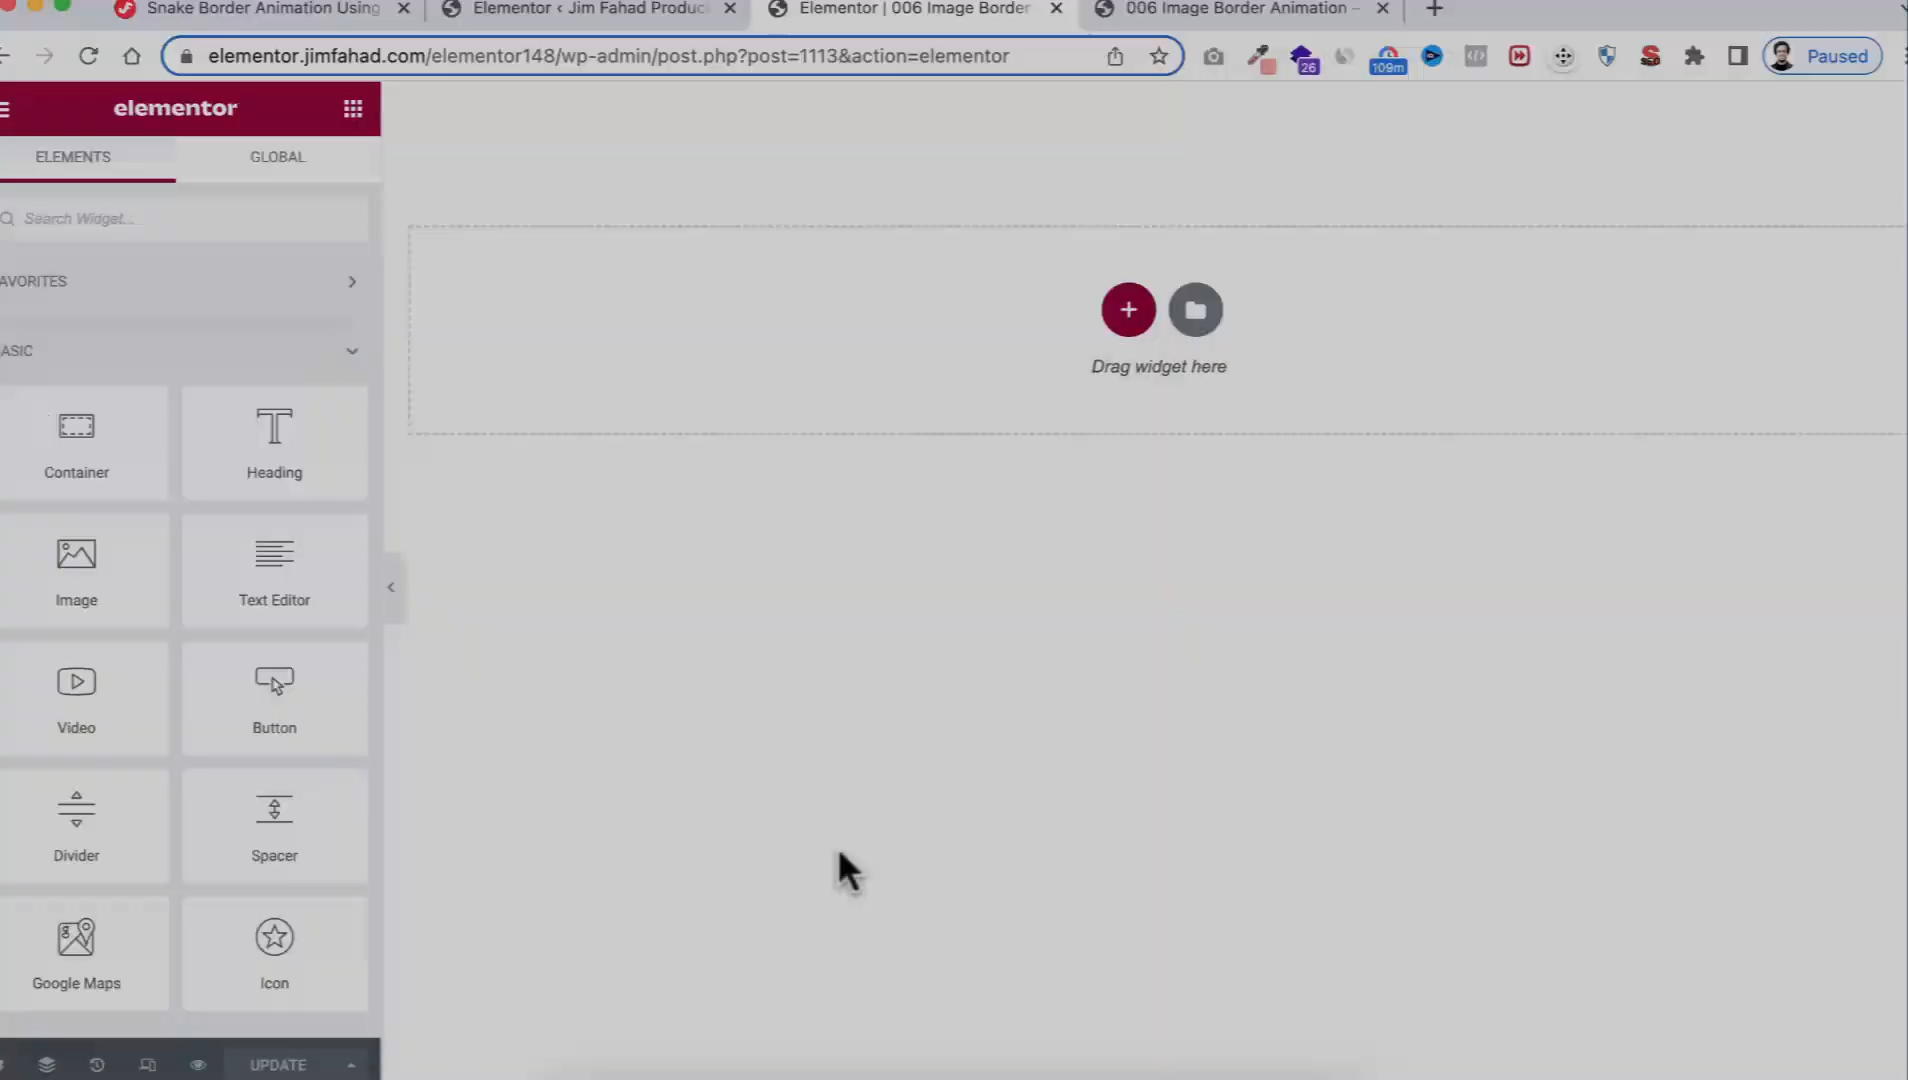 Snake Border Animation Using
Elementor ‹ Jim Fahad Produc
Elementor | 006 Image Border
006 Image Border Animation –
elementor.jimfahad.com/elementor148/wp-admin/post.php?post=1113&action=elementor
26
109m
Paused
elementor
ELEMENTS
GLOBAL
Search Widget...
AVORITES
ASIC
Container
Heading
Image
Text Editor
Video
Button
Divider
Spacer
Google Maps
Icon
UPDATE
Drag widget here